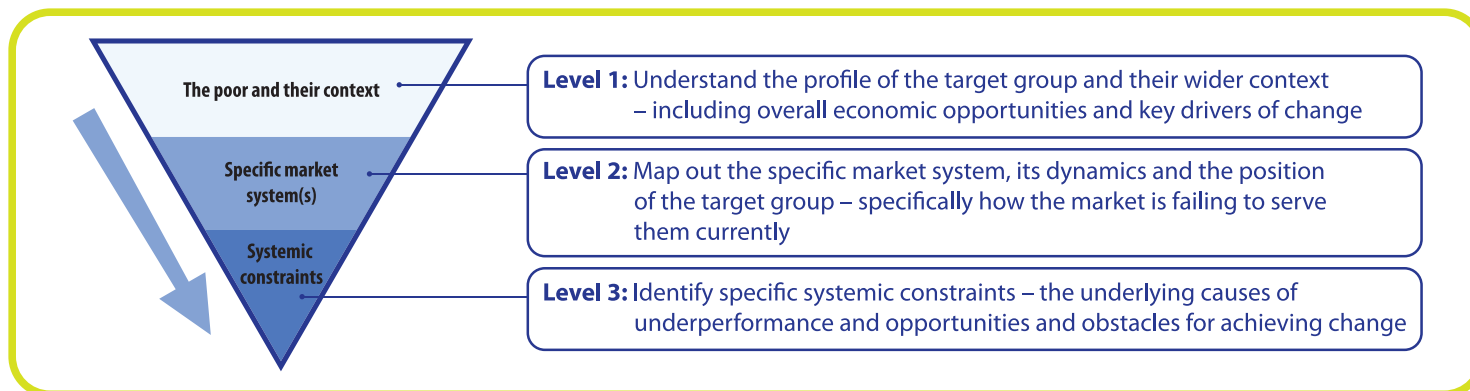 The poor and their context
Specific market
system(s)
Systemic
constraints
Level 1: Understand the profile of the target group and their wider context
– including overall economic opportunities and key drivers of change
Level 2: Map out the specific market system, its dynamics and the position
of the target group – specifically how the market is failing to serve
them currently
Level 3: Identify specific systemic constraints – the underlying causes of
underperformance and opportunities and obstacles for achieving change